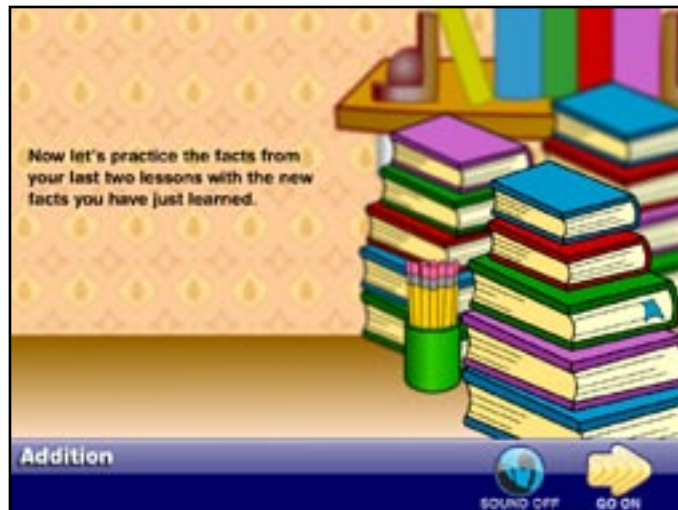 Now let's practice the facts from
your last two lessons with the new
facts you have just learned.
Addition
SOUND OFF
GO ON